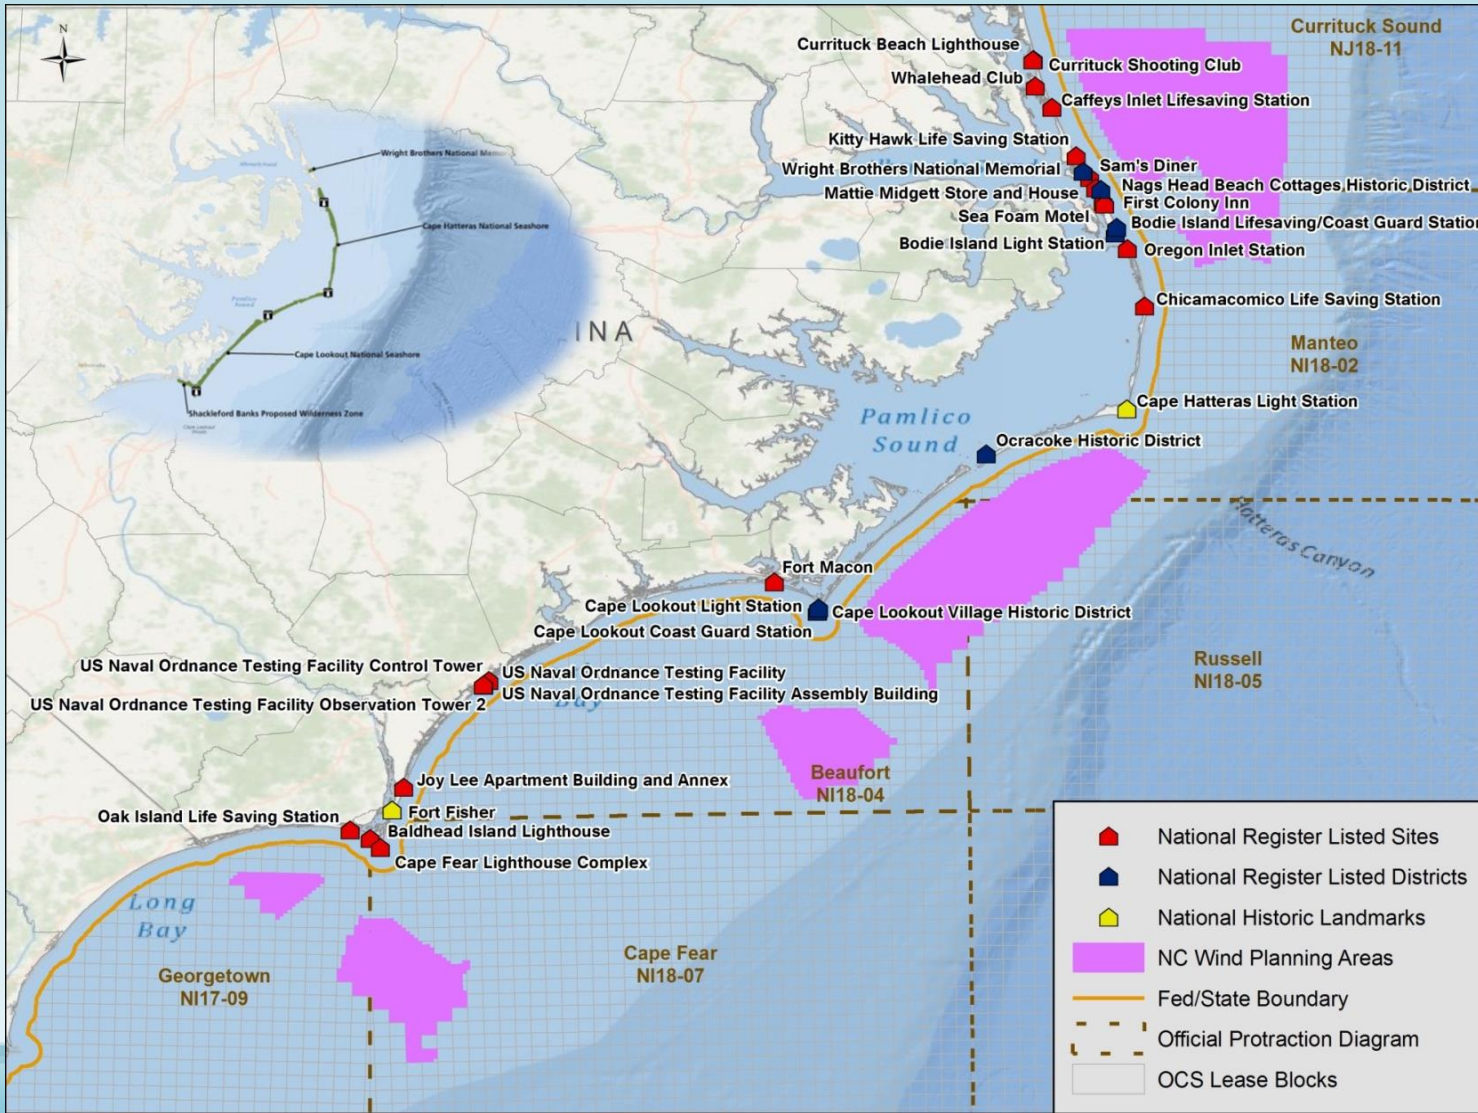 N
Currituck Sound
NJ18-11
Currituck Beach Lighthouse
Currituck Shooting Club
Whalehead Club
Caffeys Inlet Lifesaving Station
Kitty Hawk Life Saving Station
Sam's Diner
Wright Brothers National Memorial
Nags Head Beach Cottages Historic District
Mattie Midgett Store and House
First Colony Inn
Sea Foam Motel
Bodie Island Lifesaving/Coast Guard Station
Bodie Island Light Station
Oregon Inlet Station
Chicamacomico Life Saving Station
Manteo
NI18-02
Cape Hatteras Light Station
Pamlico
Sound
Ocracoke Historic District
Hatteras Canyon
Wright Brothers National
Cape Hatteras National Seashore
Pamlico
Sound
Cape Lookout National Seashore
Shackleford Banks Proposed Wilderness Zone
INA
Fort Macon
Cape Lookout Light Station
Cape Lookout Village Historic District
Cape Lookout Coast Guard Station
Russell
NI18-05
US Naval Ordnance Testing Facility Control Tower
US Naval Ordnance Testing Facility
US Naval Ordnance Testing Facility Assembly Building
US Naval Ordnance Testing Facility Observation Tower 2
Bay
Beaufort
NI18-04
Joy Lee Apartment Building and Annex
Fort Fisher
Oak Island Life Saving Station
Baldhead Island Lighthouse
Cape Fear Lighthouse Complex
Long
Bay
Georgetown
NI17-09
Cape Fear
NI18-07
National Register Listed Sites
National Register Listed Districts
National Historic Landmarks
NC Wind Planning Areas
Fed/State Boundary
Official Protraction Diagram
OCS Lease Blocks